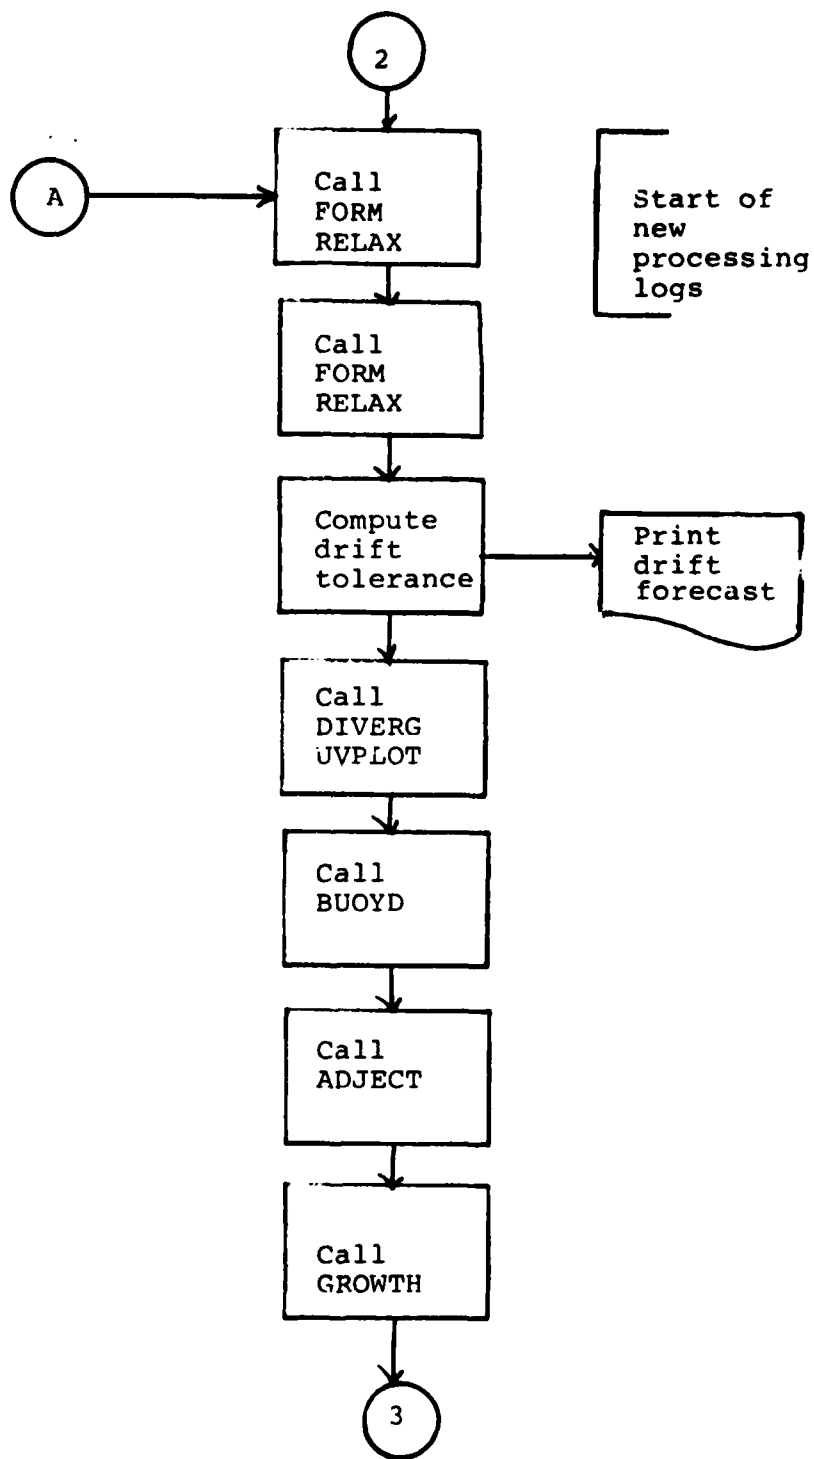 2
A
Call
FORM
RELAX
Start of
new
processing
logs
Call
FORM
RELAX
Compute
drift
tolerance
Print
drift
forecast
Call
DIVERG
UVPLOT
Call
BUOYD
Call
ADJECT
Call
GROWTH
3